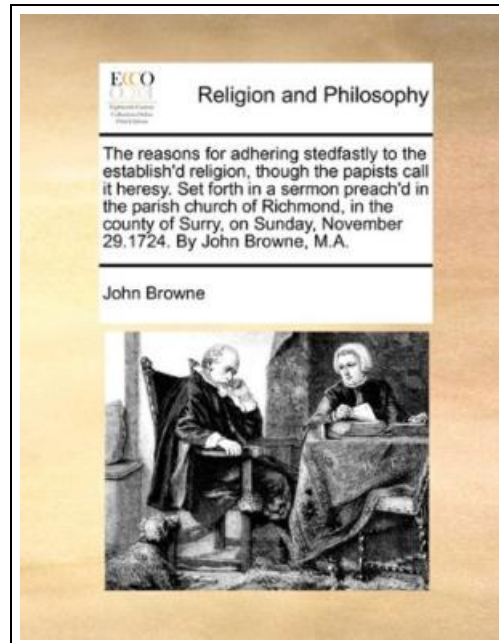 ECCO
Religion and Philosophy
The reasons for adhering stedfastly to the
establish'd religion, though the papists call
it heresy. Set forth in a sermon preach'd in
the parish church of Richmond, in the
county of Surry, on Sunday, November
29.1724. By John Browne, M.A.
John Browne